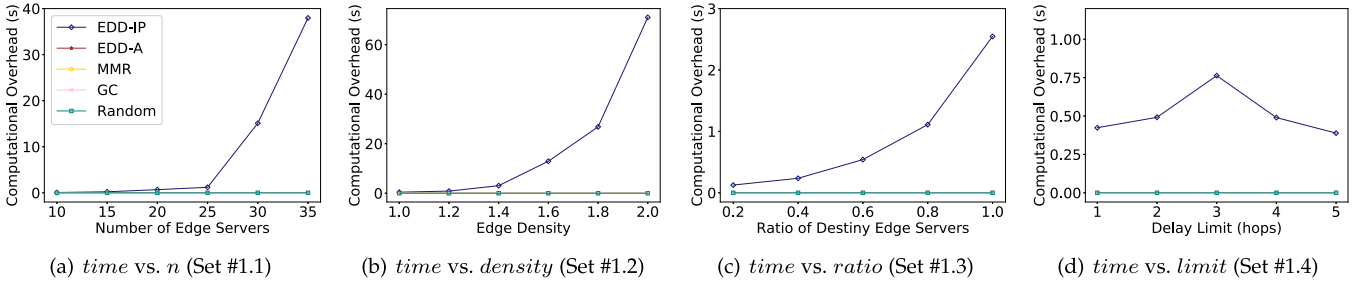 Computational Overhead (s)
40
30
20
10
0
EDD-IP
EDD-A
MMR
GC
Random
10 15 20 25 30 35
Number of Edge Servers
(a) time vs. n (Set #1.1)
Computational Overhead (s)
60
40
20
0
1.0 1.2 1.4 1.6 1.8 2.0
Edge Density
(b) time vs. density (Set #1.2)
Computational Overhead (s)
3
2
1
0
0.2 0.4 0.6 0.8 1.0
Ratio of Destiny Edge Servers
(c) time vs. ratio (Set #1.3)
Computational Overhead (s)
1.00
0.75
0.50
0.25
0.00
1 2 3 4 5
Delay Limit (hops)
(d) time vs. limit (Set #1.4)